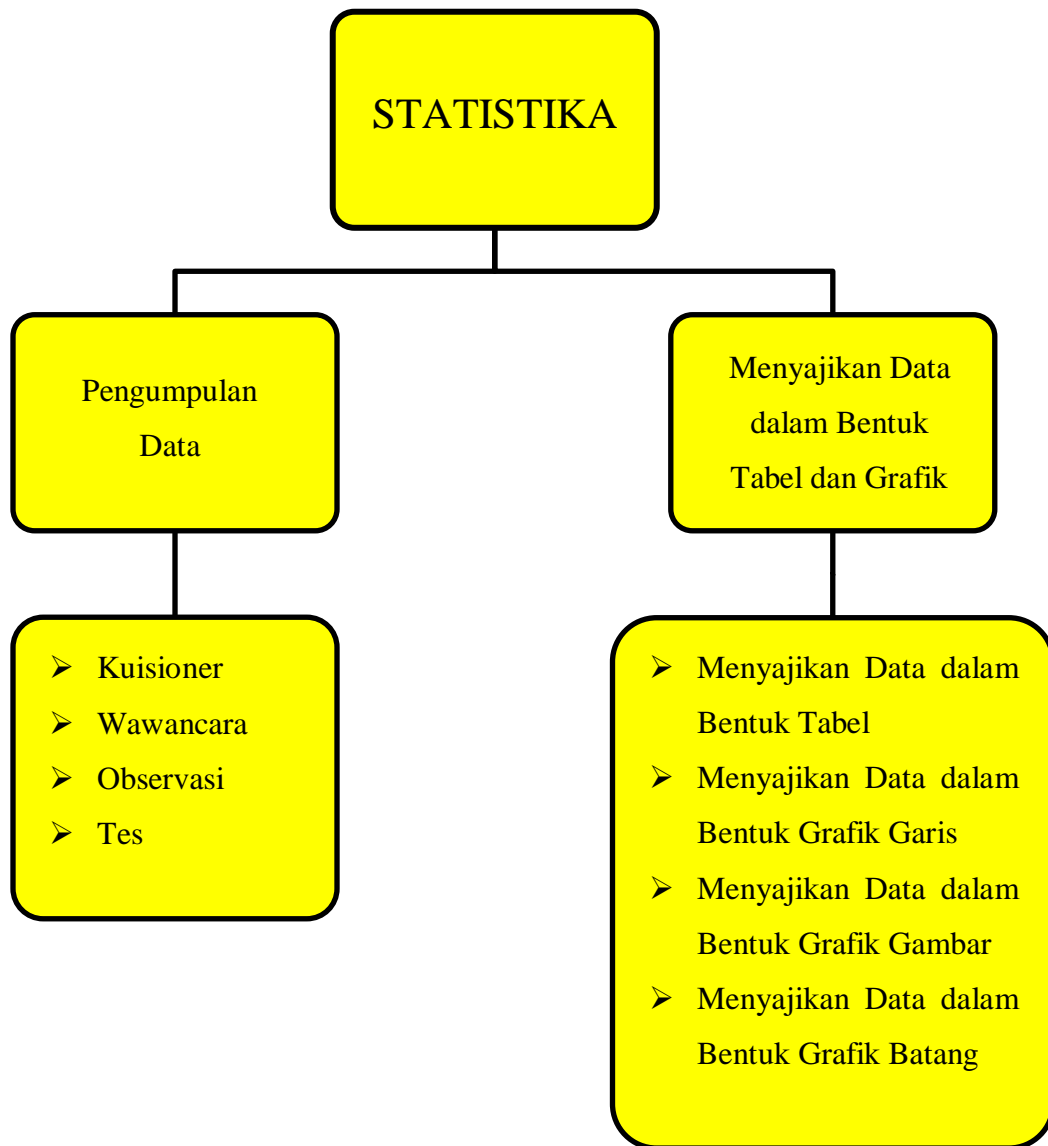 STATISTIKA
Pengumpulan
Data
Menyajikan Data
dalam Bentuk
Tabel dan Grafik
➢ Kuisioner
➢ Wawancara
➢ Observasi
➢ Tes
➢ Menyajikan Data dalam
Bentuk Tabel
➢ Menyajikan Data dalam
Bentuk Grafik Garis
➢ Menyajikan Data dalam
Bentuk Grafik Gambar
➢ Menyajikan Data dalam
Bentuk Grafik Batang